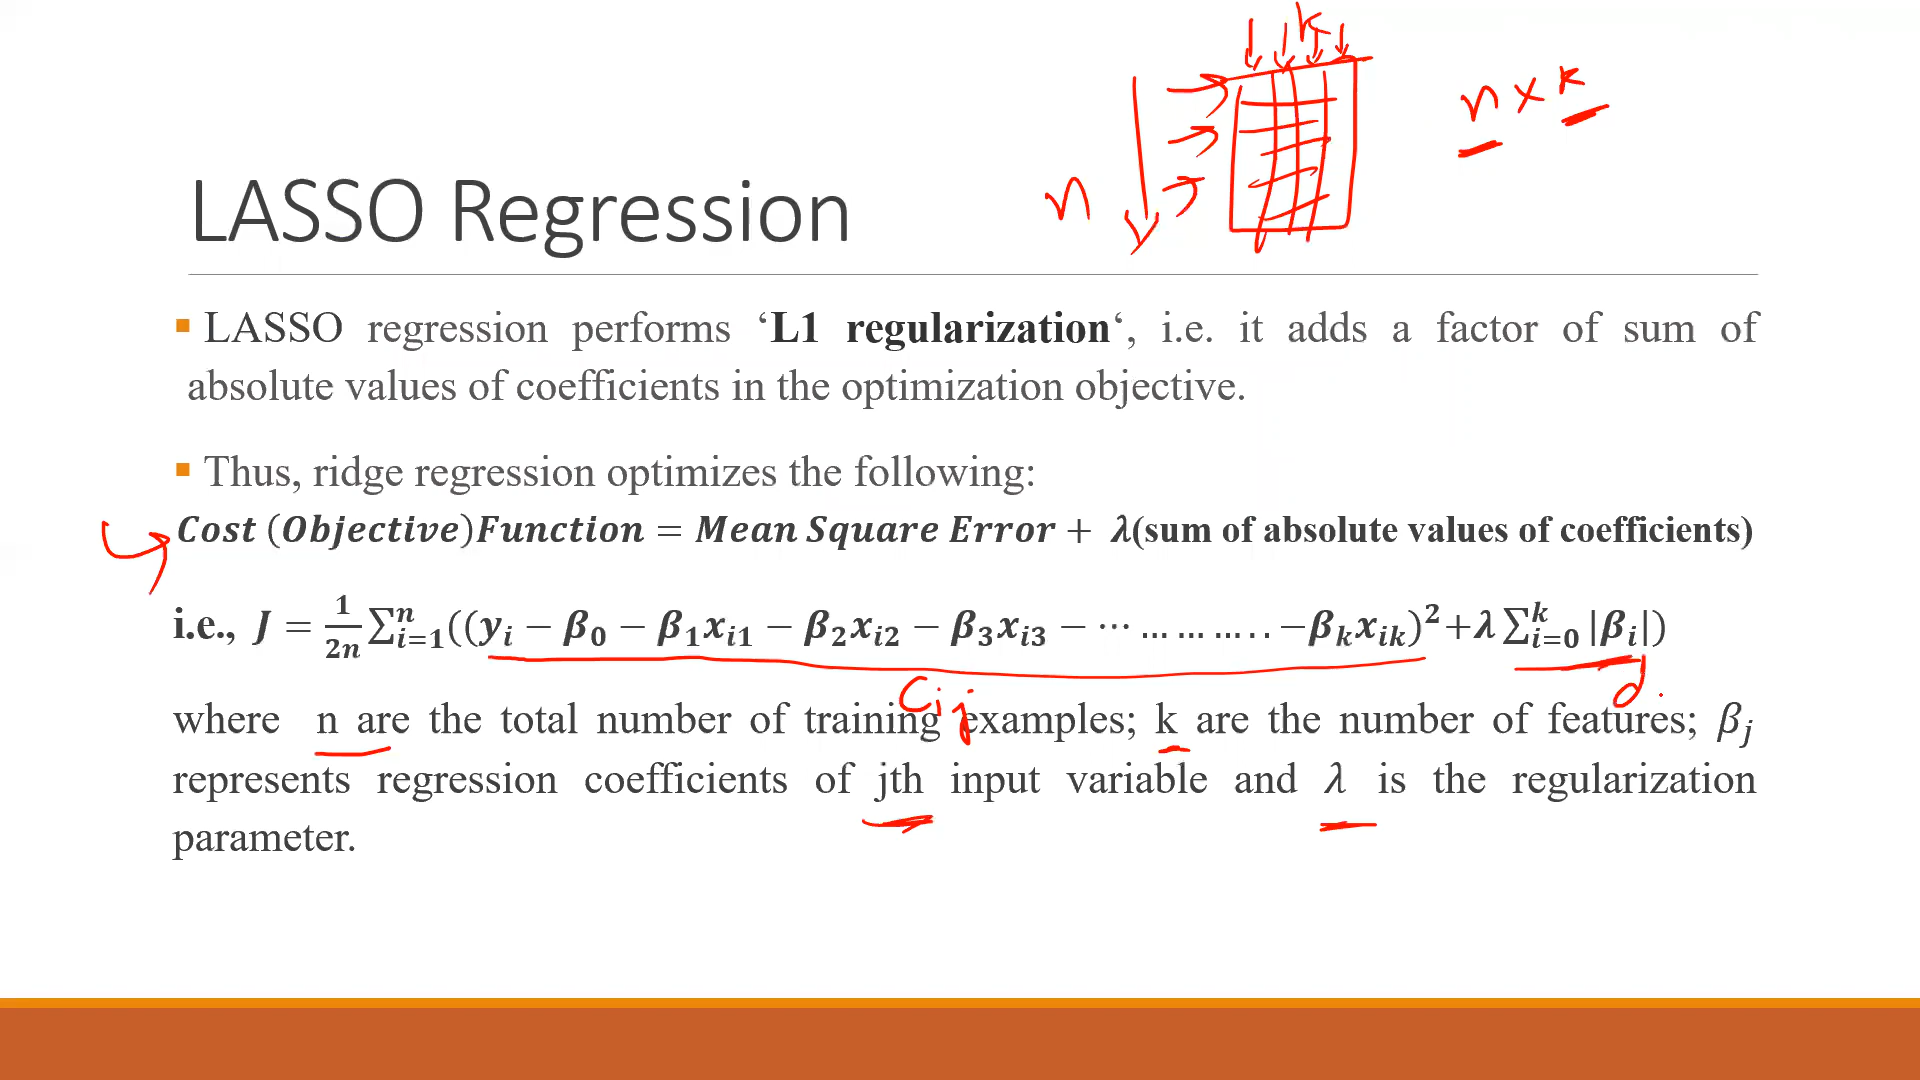 k
n × k
n
LASSO Regression
▪ LASSO regression performs ‘L1 regularization‘, i.e. it adds a factor of sum of
absolute values of coefficients in the optimization objective.
▪ Thus, ridge regression optimizes the following:
Cost (Objective)Function = Mean Square Error + λ(sum of absolute values of coefficients)
i.e., J = 1/2n ∑ⁿᵢ₌₁((yᵢ − β₀ − β₁xᵢ₁ − β₂xᵢ₂ − β₃xᵢ₃ − ⋯ … … … . . −βₖxᵢₖ)²+λ ∑ᵏᵢ₌₀ |βᵢ|)
where n are the total number of training examples; k are the number of features; βⱼ
represents regression coefficients of jth input variable and λ is the regularization
parameter.